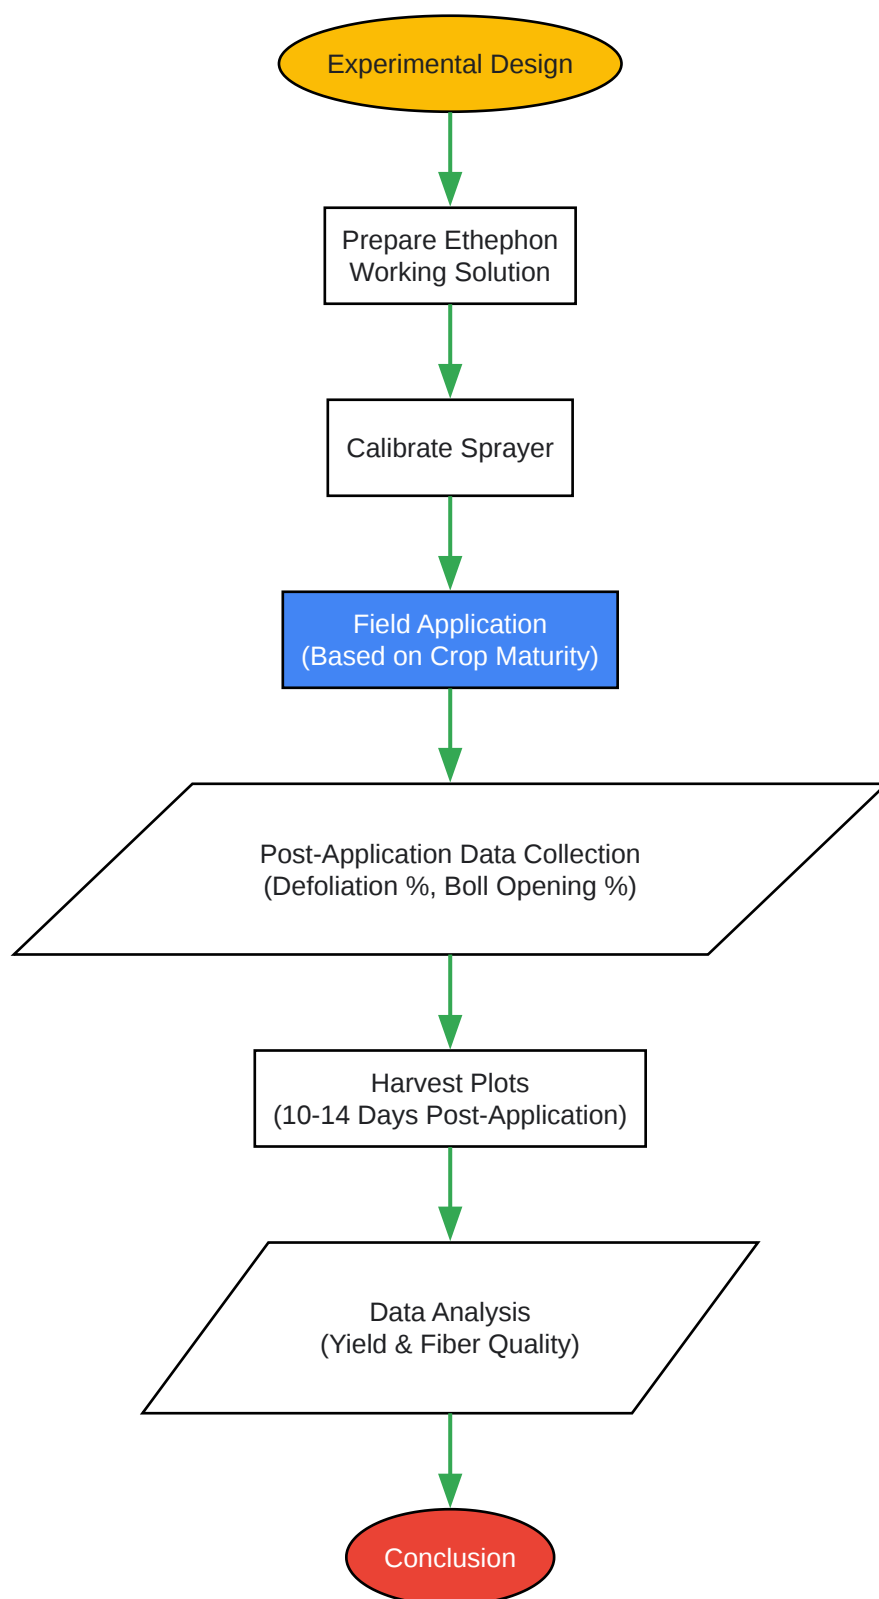 Experimental Design
Prepare Ethephon
Working Solution
Calibrate Sprayer
Field Application
(Based on Crop Maturity)
Post-Application Data Collection
(Defoliation %, Boll Opening %)
Harvest Plots
(10-14 Days Post-Application)
Data Analysis
(Yield & Fiber Quality)
Conclusion